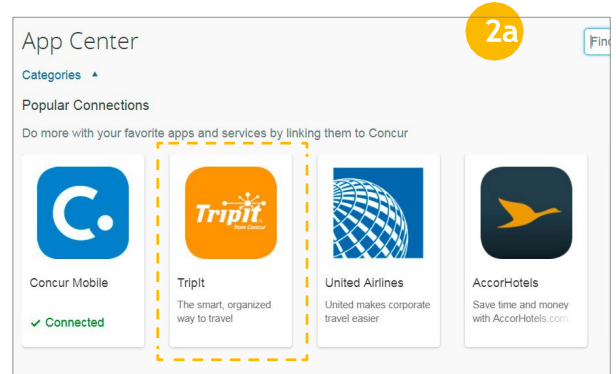 App Center
2a
Find
Categories ▲
Popular Connections
Do more with your favorite apps and services by linking them to Concur
C.
TripIt
from Concur
Concur Mobile
✓ Connected
TripIt
The smart, organized
way to travel
United Airlines
United makes corporate
travel easier
AccorHotels
Save time and money
with AccorHotels.com.